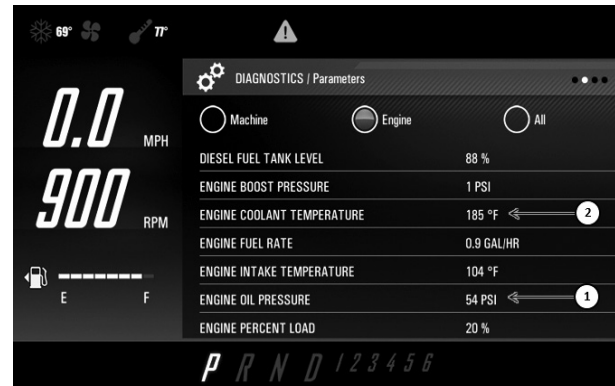 69° 77°
DIAGNOSTICS / Parameters
Machine Engine All
0.0 MPH
DIESEL FUEL TANK LEVEL 88 %
ENGINE BOOST PRESSURE 1 PSI
900 RPM
ENGINE COOLANT TEMPERATURE 185 °F 2
ENGINE FUEL RATE 0.9 GAL/HR
ENGINE INTAKE TEMPERATURE 104 °F
E F
ENGINE OIL PRESSURE 54 PSI 1
ENGINE PERCENT LOAD 20 %
P R N D 1 2 3 4 5 6